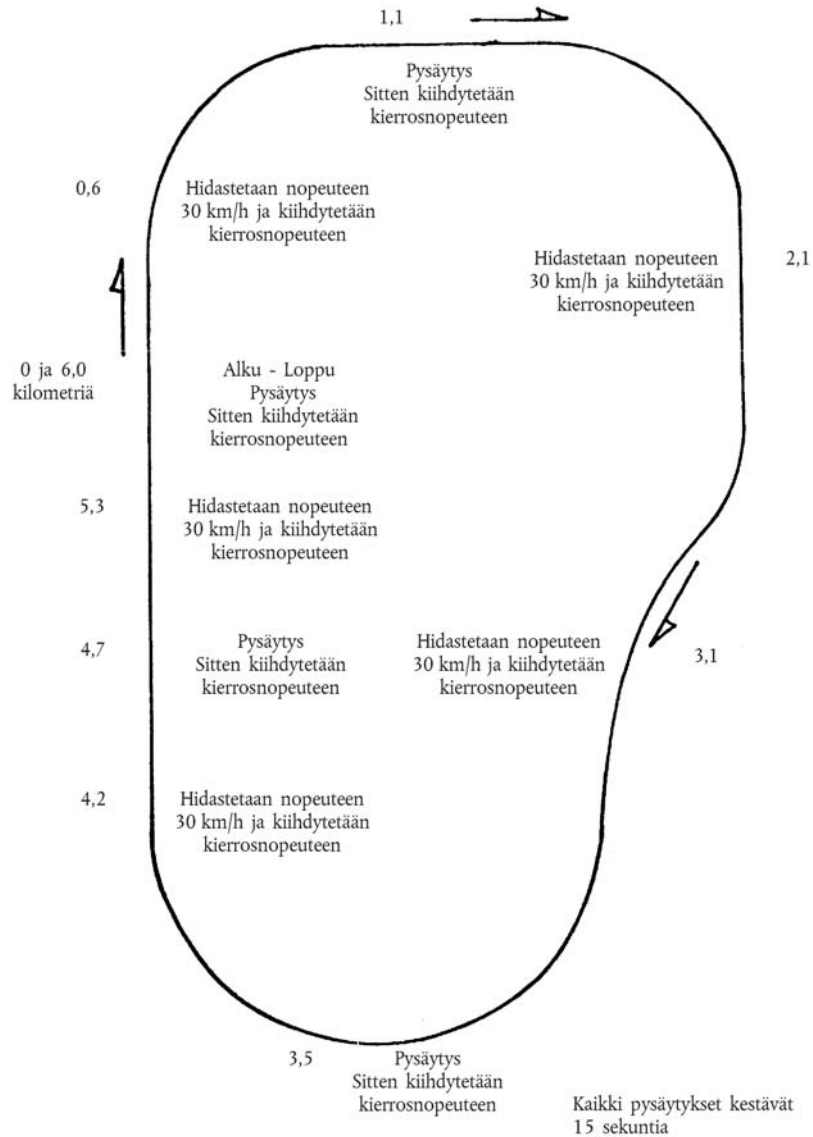 1,1
Pysäytys
Sitten kiihdytetään
kierrosnopeuteen
0,6
Hidastetaan nopeuteen
30 km/h ja kiihdytetään
kierrosnopeuteen
Hidastetaan nopeuteen
30 km/h ja kiihdytetään
kierrosnopeuteen
2,1
0 ja 6,0
kilometriä
Alku - Loppu
Pysäytys
Sitten kiihdytetään
kierrosnopeuteen
5,3
Hidastetaan nopeuteen
30 km/h ja kiihdytetään
kierrosnopeuteen
4,7
Pysäytys
Sitten kiihdytetään
kierrosnopeuteen
Hidastetaan nopeuteen
30 km/h ja kiihdytetään
kierrosnopeuteen
3,1
4,2
Hidastetaan nopeuteen
30 km/h ja kiihdytetään
kierrosnopeuteen
3,5
Pysäytys
Sitten kiihdytetään
kierrosnopeuteen
Kaikki pysäytykset kestävät
15 sekuntia